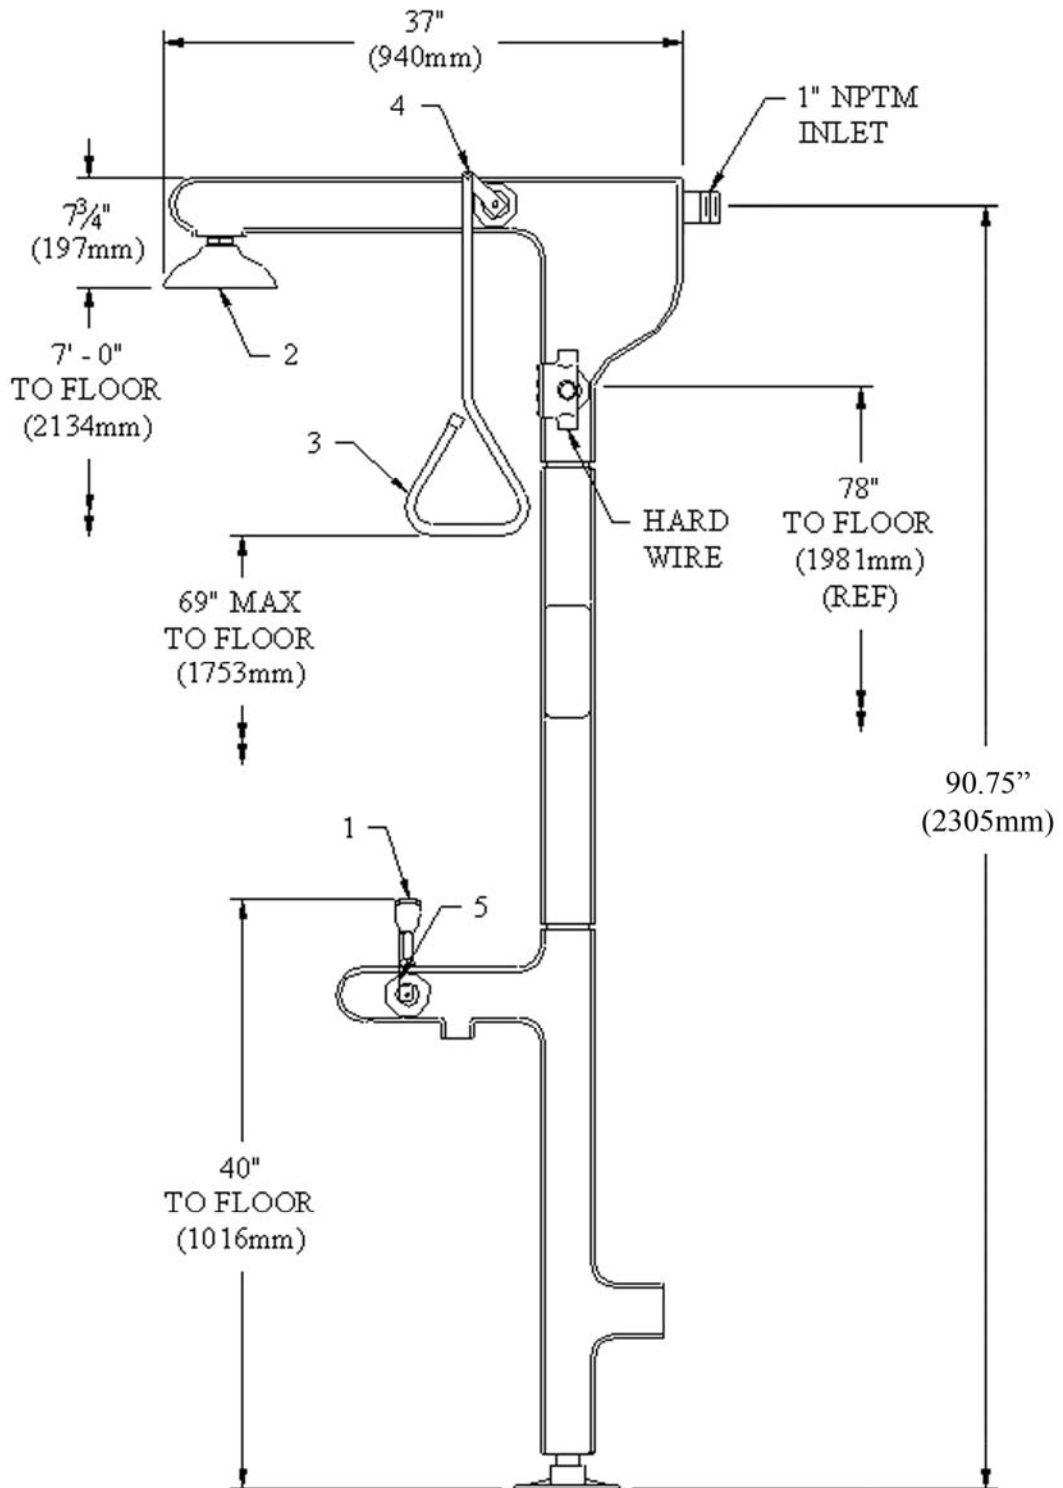 37"
(940mm)
4
1" NPTM
INLET
7¾"
(197mm)
2
7' - 0"
TO FLOOR
(2134mm)
3
HARD
WIRE
78"
TO FLOOR
(1981mm)
(REF)
69" MAX
TO FLOOR
(1753mm)
90.75”
(2305mm)
1
5
40"
TO FLOOR
(1016mm)